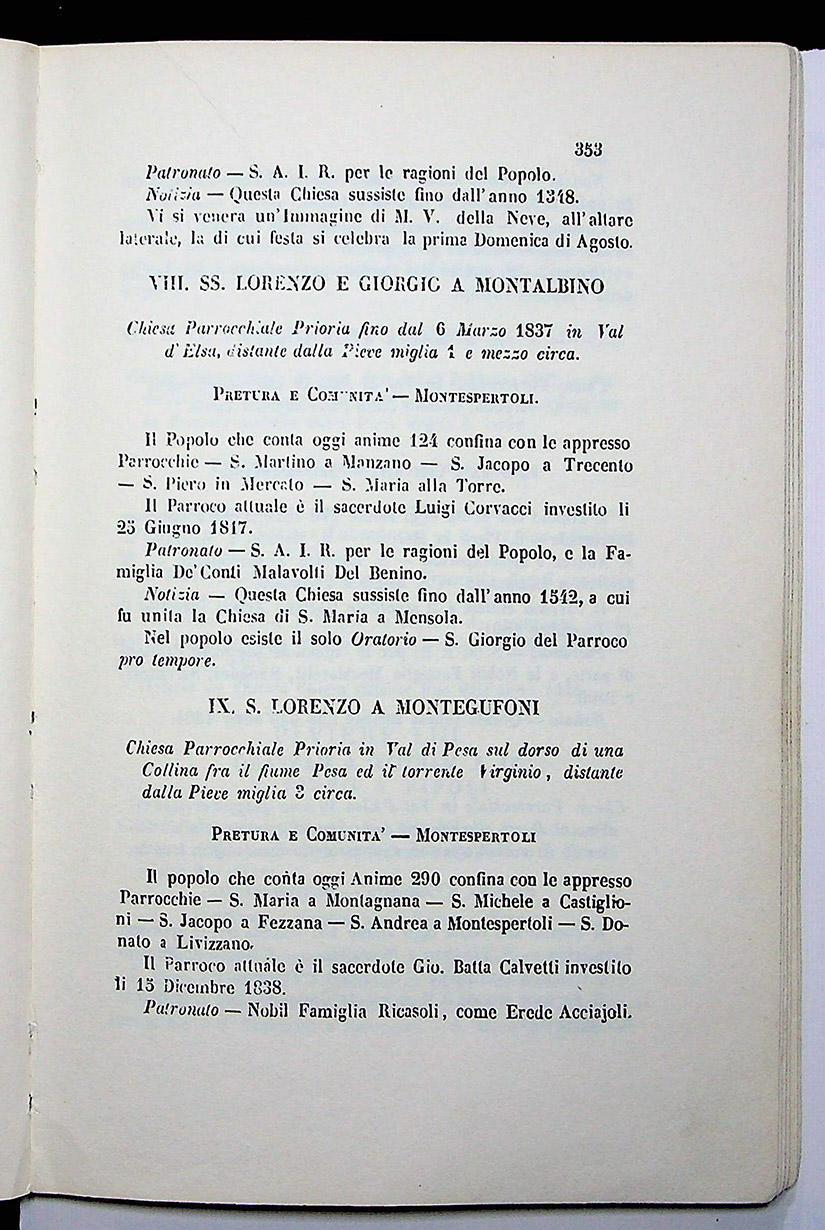 353
Patronato — S. A. I. R. per le ragioni del Popolo.
Notizia — Questa Chiesa sussiste fino dall'anno 1348.
Vi si venera un'Immagine di M. V. della Neve, all'altare
laterale, la di cui festa si celebra la prima Domenica di Agosto.
VIII. SS. LORENZO E GIORGIO A MONTALBINO
Chiesa Parrocchiale Prioria fino dal 6 Marzo 1837 in Val
d'Elsa, distante dalla Pieve miglia 1 e mezzo circa.
PRETURA E COMUNITA' — MONTESPERTOLI.
Il Popolo che conta oggi anime 124 confina con le appresso
Parrocchie — S. Martino a Manzano — S. Jacopo a Trecento
— S. Piero in Mercato — S. Maria alla Torre.
Il Parroco attuale è il sacerdote Luigi Corvacci investito li
25 Giugno 1817.
Patronato — S. A. I. R. per le ragioni del Popolo, e la Fa-
miglia De'Conti Malavolti Del Benino.
Notizia — Questa Chiesa sussiste fino dall'anno 1542, a cui
fu unita la Chiesa di S. Maria a Mensola.
Nel popolo esiste il solo Oratorio — S. Giorgio del Parroco
pro tempore.
IX. S. LORENZO A MONTEGUFONI
Chiesa Parrocchiale Prioria in Val di Pesa sul dorso di una
Collina fra il fiume Pesa ed il torrente Virginio, distante
dalla Pieve miglia 3 circa.
PRETURA E COMUNITA' — MONTESPERTOLI
Il popolo che conta oggi Anime 290 confina con le appresso
Parrocchie — S. Maria a Montagnana — S. Michele a Castiglio-
ni — S. Jacopo a Fezzana — S. Andrea a Montespertoli — S. Do-
nato a Livizzano.
Il Parroco attuale è il sacerdote Gio. Batta Calvetti investito
li 15 Dicembre 1838.
Patronato — Nobil Famiglia Ricasoli, come Erede Acciajoli.